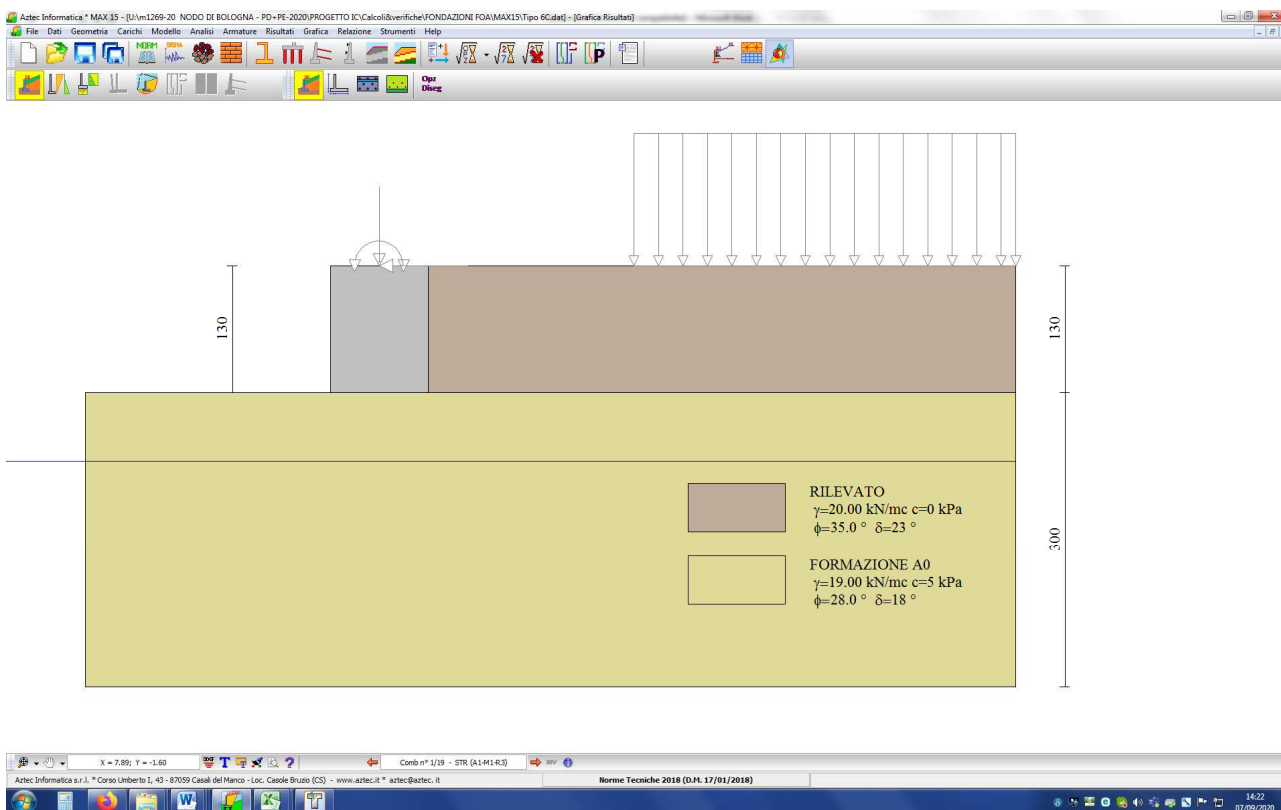 Aztec Informatica * MAX 15 - [U:\m1269-20 NODO DI BOLOGNA - PD+PE-2020\PROGETTO IC\Calcoli&verifiche\FONDAZIONI FOA\MAX15\Tipo 6C.dat] - [Grafica Risultati]
File Dati Geometria Carichi Modello Analisi Armature Risultati Grafica Relazione Strumenti Help
NORM
SISMA
P
Opz
Diseg
130
130
300
RILEVATO
γ=20.00 kN/mc c=0 kPa
ϕ=35.0 ° δ=23 °
FORMAZIONE A0
γ=19.00 kN/mc c=5 kPa
ϕ=28.0 ° δ=18 °
X = 7.89; Y = -1.60
T
?
Comb n° 1/19 - STR (A1-M1-R3)
INV
Aztec Informatica s.r.l. * Corso Umberto I, 43 - 87059 Casali del Manco - Loc. Casole Bruzio (CS) - www.aztec.it * aztec@aztec. it
Norme Tecniche 2018 (D.M. 17/01/2018)
14:22
07/09/2020